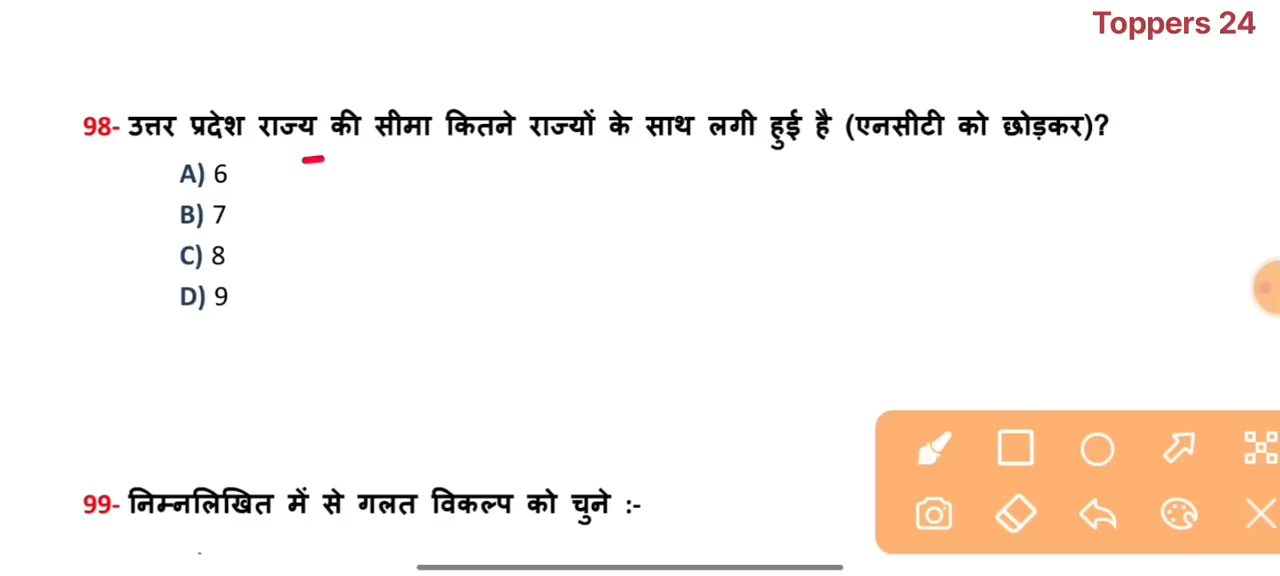 Toppers 24
98- उत्तर प्रदेश राज्य की सीमा कितने राज्यों के साथ लगी हुई है (एनसीटी को छोड़कर)?
A) 6
B) 7
C) 8
D) 9
99- निम्नलिखित में से गलत विकल्प को चुने :-